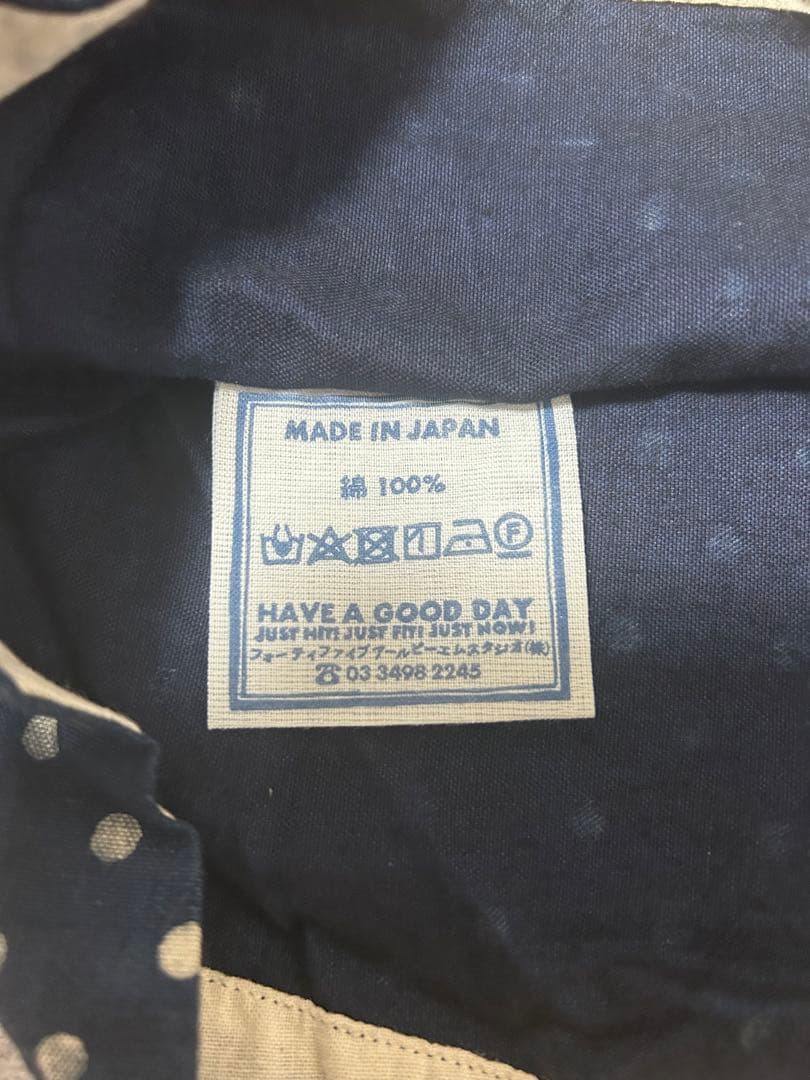 MADE IN JAPAN
綿 100%
F
HAVE A GOOD DAY
JUST HIT! JUST FIT! JUST NOW!
フォーティファイブアールピーエムスタジオ(株)
☎ 03 3498 2245